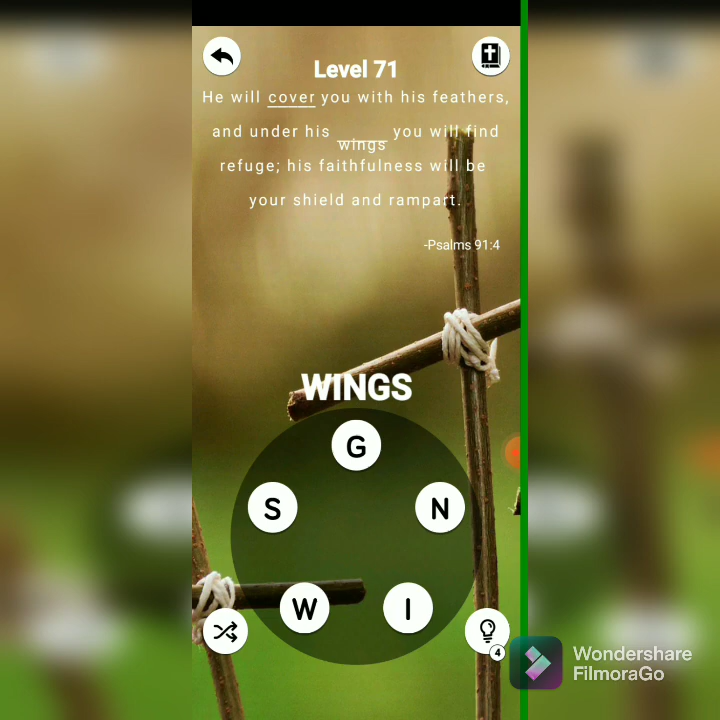 Level 71
He will cover you with his feathers,
and under his ______ you will find
wings
refuge; his faithfulness will be
your shield and rampart.
-Psalms 91:4
WINGS
G
S
N
W
I
4
Wondershare
FilmoraGo